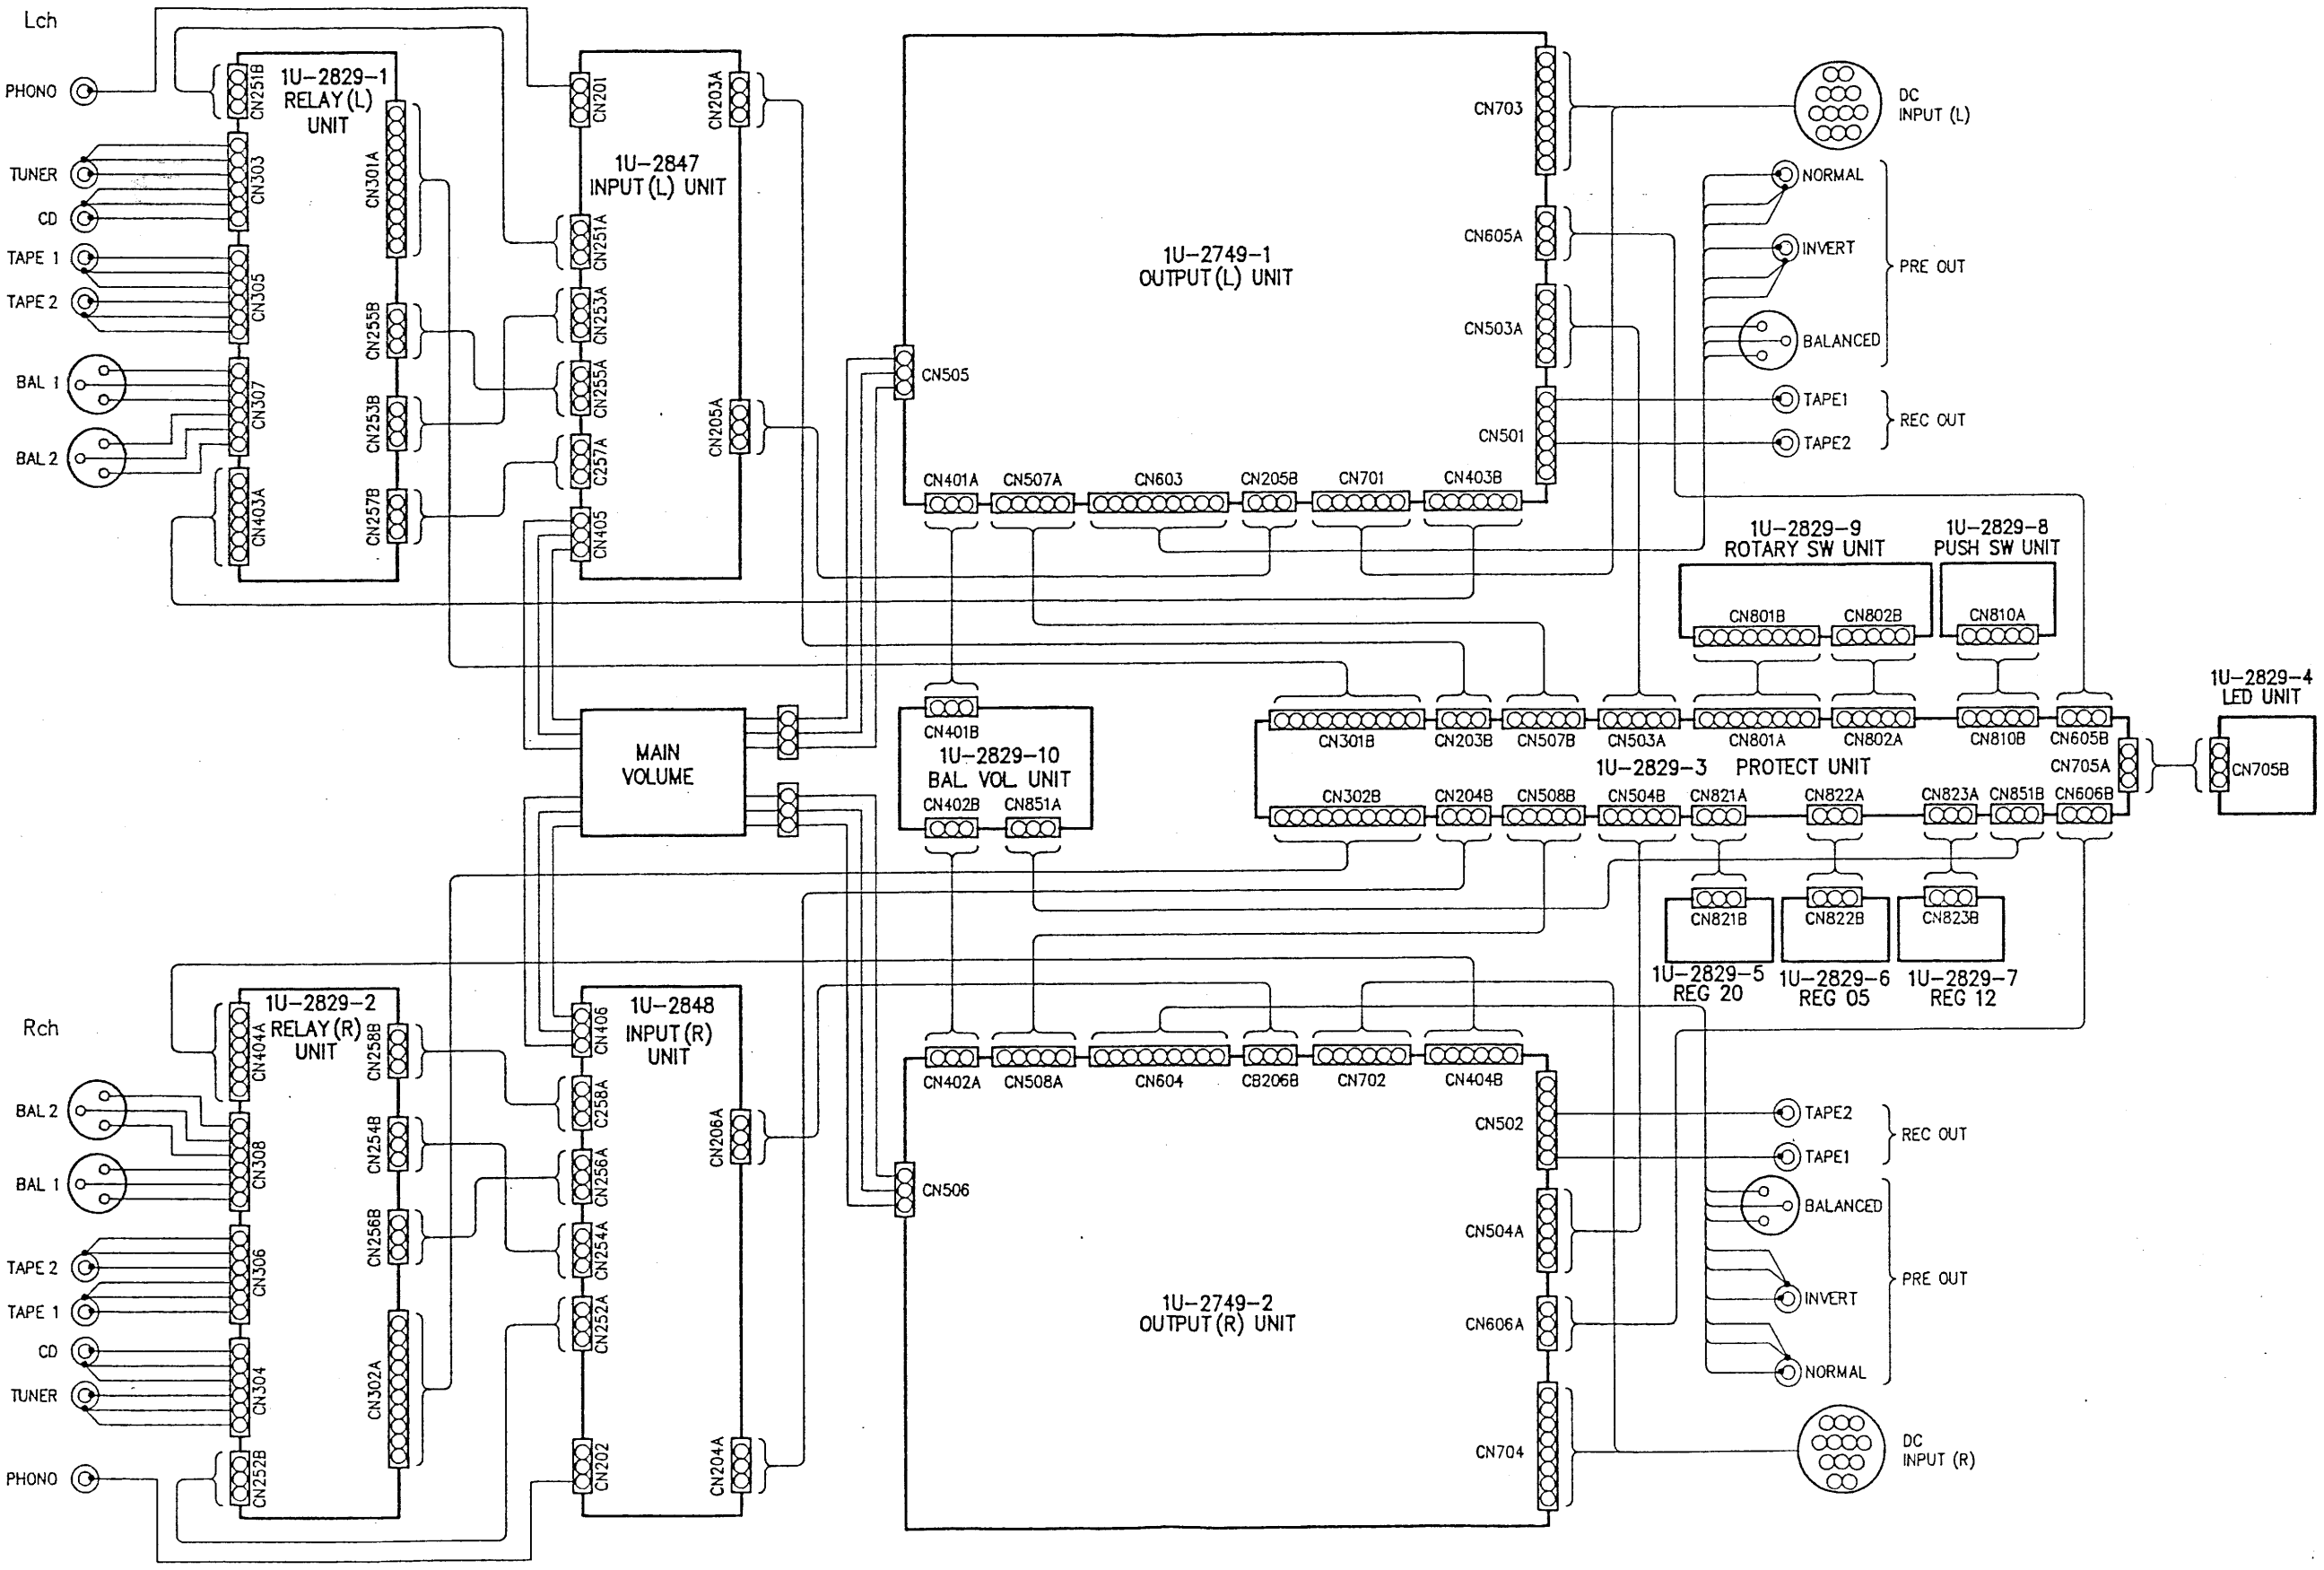 Lch
PHONO
TUNER
CD
TAPE 1
TAPE 2
BAL 1
BAL 2
CN251B
1U-2829-1
RELAY(L)
UNIT
CN303
CN301A
CN305
CN255B
CN307
CN253B
CN403A
CN257B
CN201
CN203A
1U-2847
INPUT(L) UNIT
CN251A
CN253A
CN255A
CN205A
C257A
CN405
1U-2749-1
OUTPUT(L) UNIT
CN505
CN703
CN605A
CN503A
CN501
CN401A
CN507A
CN603
CN205B
CN701
CN403B
DC
INPUT (L)
NORMAL
INVERT
PRE OUT
BALANCED
TAPE1
REC OUT
TAPE2
1U-2829-9
ROTARY SW UNIT
1U-2829-8
PUSH SW UNIT
CN801B
CN802B
CN810A
1U-2829-4
LED UNIT
CN705B
MAIN
VOLUME
CN401B
1U-2829-10
BAL. VOL. UNIT
CN402B
CN851A
CN301B
CN203B
CN507B
CN503A
CN801A
CN802A
CN810B
CN605B
1U-2829-3 PROTECT UNIT
CN705A
CN302B
CN204B
CN508B
CN504B
CN821A
CN822A
CN823A
CN851B
CN606B
CN821B
CN822B
CN823B
1U-2829-5
REG 20
1U-2829-6
REG 05
1U-2829-7
REG 12
Rch
BAL 2
BAL 1
TAPE 2
TAPE 1
CD
TUNER
PHONO
CN404A
1U-2829-2
RELAY(R)
UNIT
CN258B
CN308
CN254B
CN256B
CN306
CN304
CN302A
CN252B
CN406
1U-2848
INPUT(R)
UNIT
C258A
CN206A
CN256A
CN254A
CN252A
CN202
CN204A
CN402A
CN508A
CN604
CB206B
CN702
CN404B
CN506
1U-2749-2
OUTPUT(R) UNIT
CN502
CN504A
CN606A
CN704
TAPE2
REC OUT
TAPE1
BALANCED
PRE OUT
INVERT
NORMAL
DC
INPUT (R)